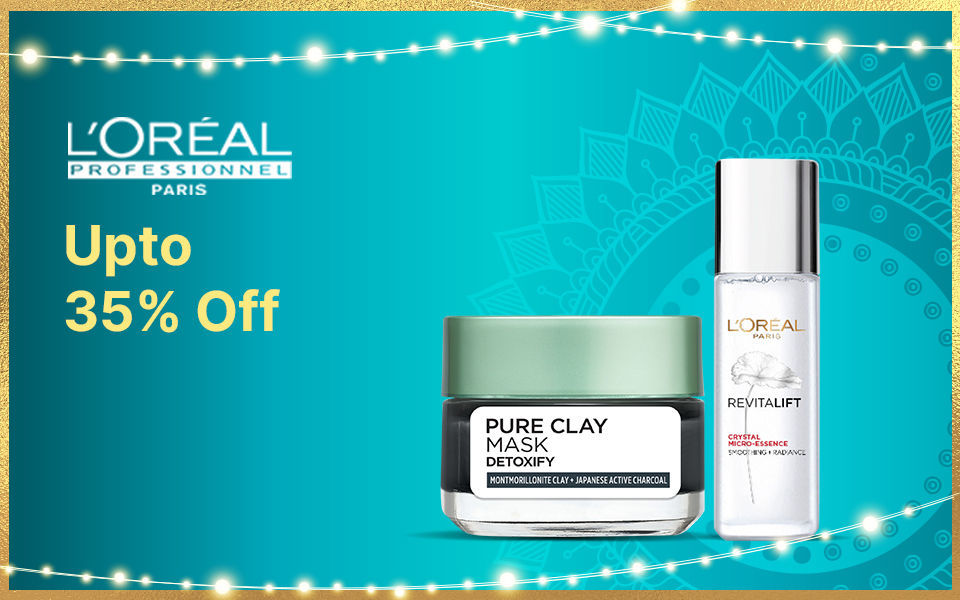 L'ORÉAL
PROFESSIONNEL
PARIS
Upto
35% Off
PURE CLAY
MASK
DETOXIFY
MONTMORILLONITE CLAY + JAPANESE ACTIVE CHARCOAL
L'ORÉAL
PARIS
REVITALIFT
CRYSTAL
MICRO-ESSENCE
SMOOTHING + RADIANCE